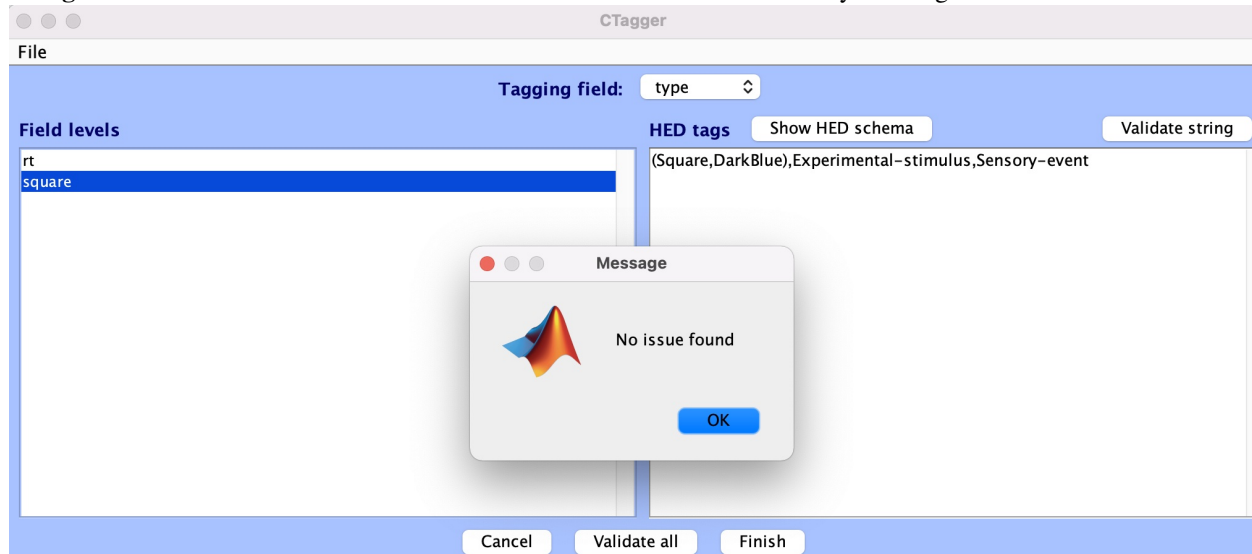 CTagger
File
Tagging field: type
Field levels
HED tags Show HED schema Validate string
rt
square
(Square,DarkBlue),Experimental-stimulus,Sensory-event
Message
No issue found
OK
Cancel Validate all Finish